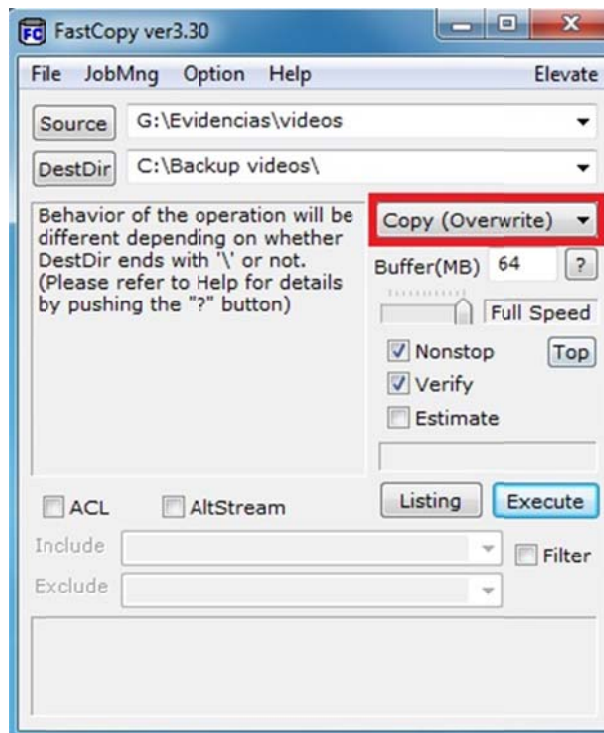 FC FastCopy ver3.30
File JobMng Option Help Elevate
Source G:\Evidencias\videos
DestDir C:\Backup videos\
Behavior of the operation will be
different depending on whether
DestDir ends with '\' or not.
(Please refer to Help for details
by pushing the "?" button)
Copy (Overwrite)
Buffer(MB) 64 ?
Full Speed
Nonstop Top
Verify
Estimate
Listing Execute
ACL AltStream
Include Filter
Exclude